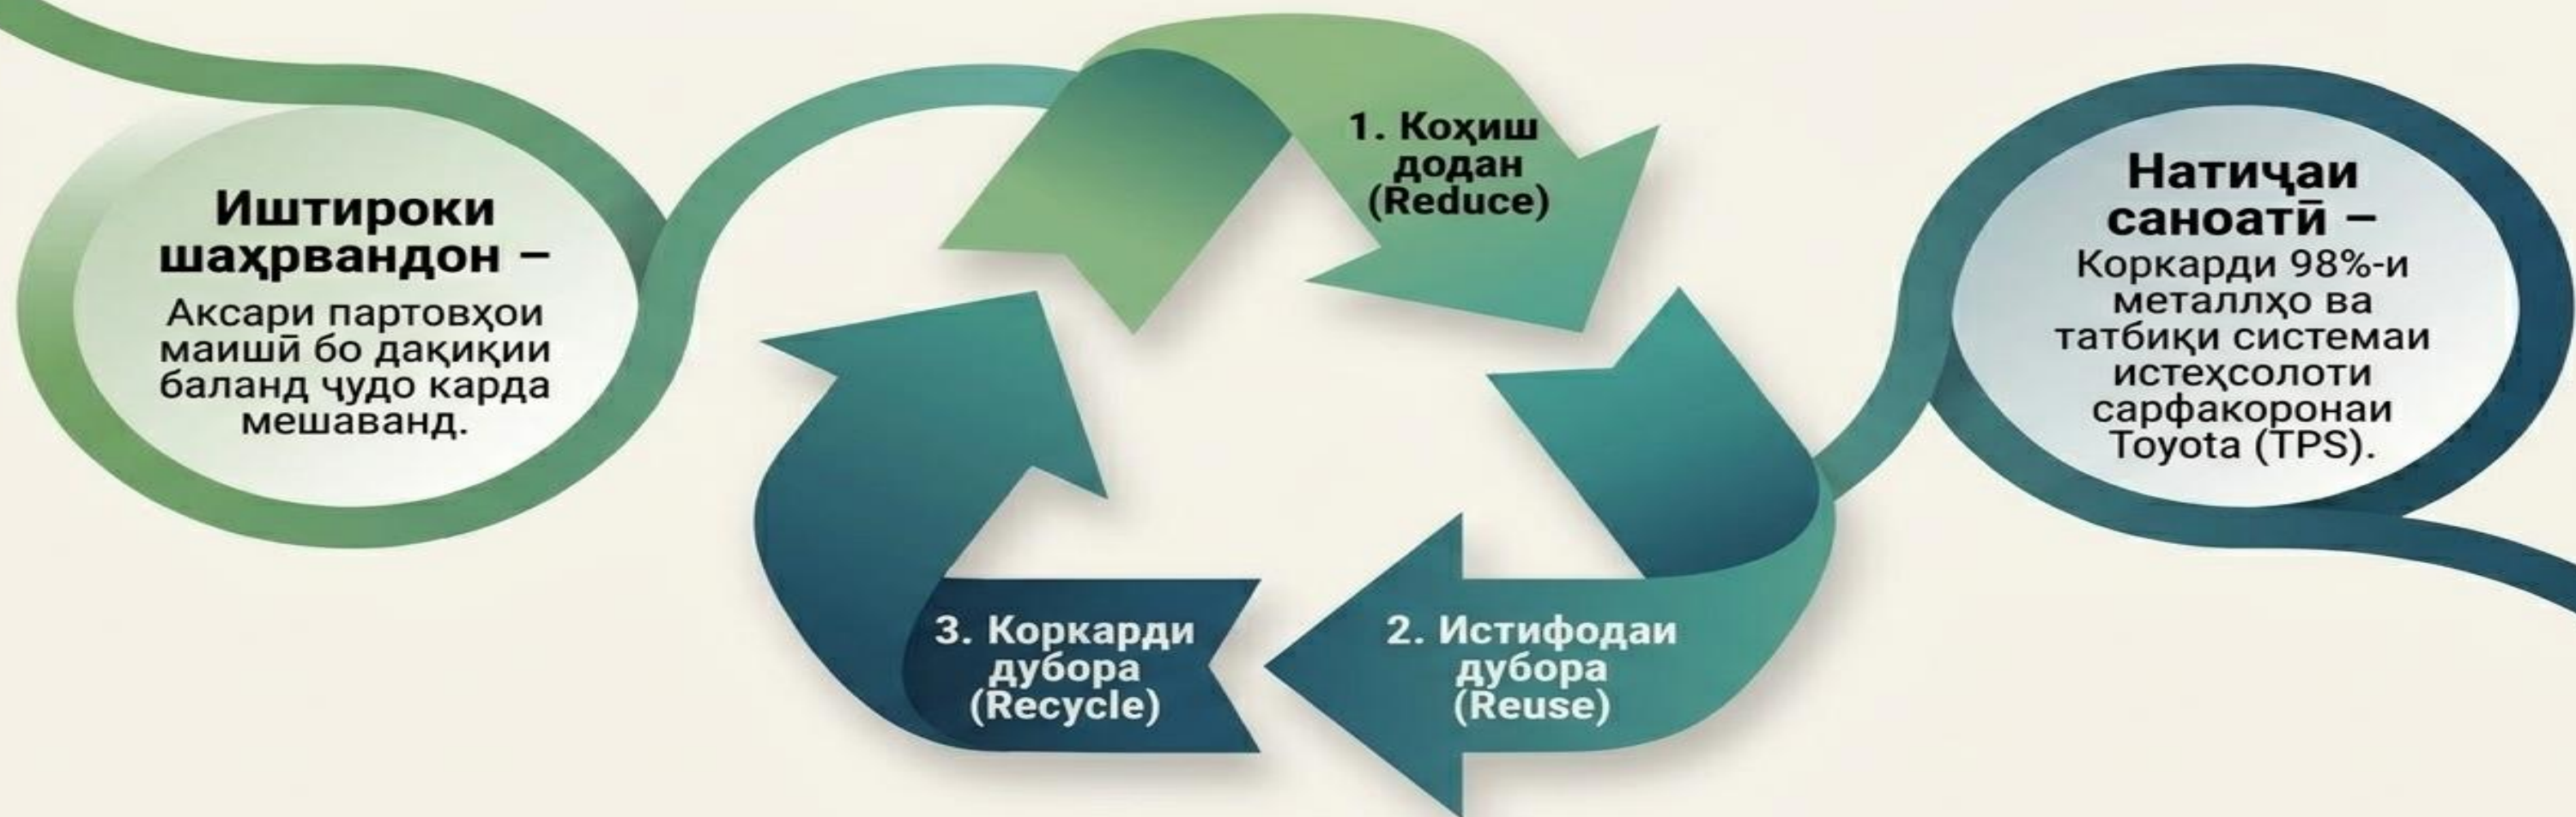 Иштироки
шаҳрвандон –
Аксари партовҳои
маишӣ бо дақиқии
баланд ҷудо карда
мешаванд.
1. Коҳиш
додан
(Reduce)
2. Истифодаи
дубора
(Reuse)
3. Коркарди
дубора
(Recycle)
Натиҷаи
саноатӣ –
Коркарди 98%-и
металлҳо ва
татбиқи системаи
истеҳсолоти
сарфакоронаи
Toyota (TPS).